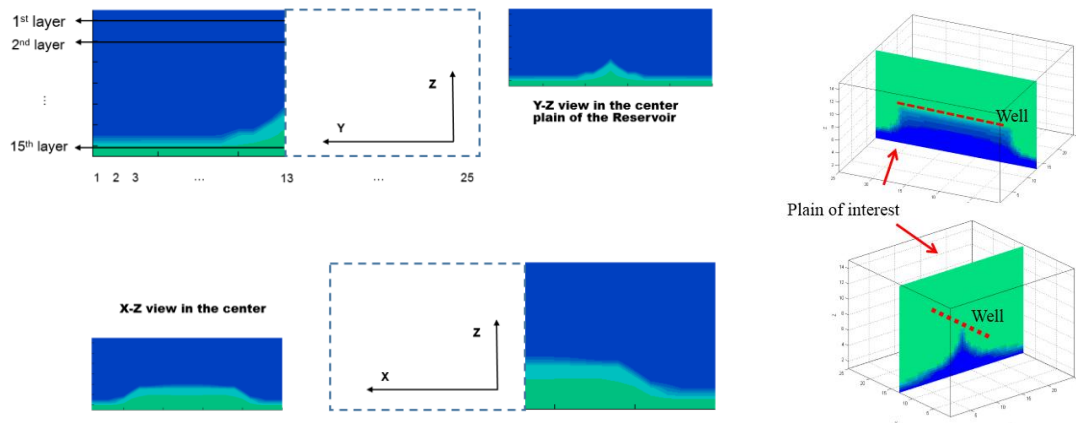 1st layer
2nd layer
...
15th layer
1 2 3 ... 13 ... 25
Z
Y
Y-Z view in the center
plain of the Reservoir
Well
Plain of interest
X-Z view in the center
Z
X
Well